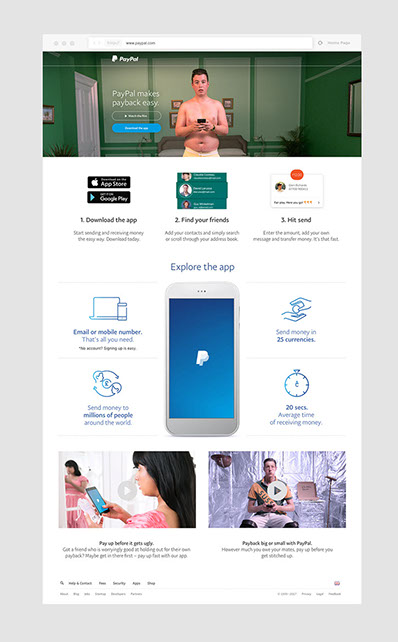 www.paypal.com
PayPal
PayPal makes
payback easy.
Watch the film
Download the app
Download on the
App Store
GET IT ON
Google Play
1. Download the app
2. Find your friends
3. Hit send
Start sending and receiving money
the easy way. Download today.
Add your contacts and simply search
or scroll through your address book.
Enter the amount, add your own
message and transfer money. It's that fast.
Explore the app
Email or mobile number.
That's all you need.
*No account? Signing up is easy.
Send money in
25 currencies.
Send money to
millions of people
around the world.
20 secs.
Average time
of receiving money.
Pay up before it gets ugly.
Got a friend who is worryingly good at holding out for their own
payback? Maybe get in there first – pay up fast with our app
Payback big or small with PayPal.
However much you owe your mates, pay up before you
get stitched up.
Help & Contact Fees Security Apps Shop
About Blog Jobs Sitemap Developers Partners
Privacy Legal Feedback